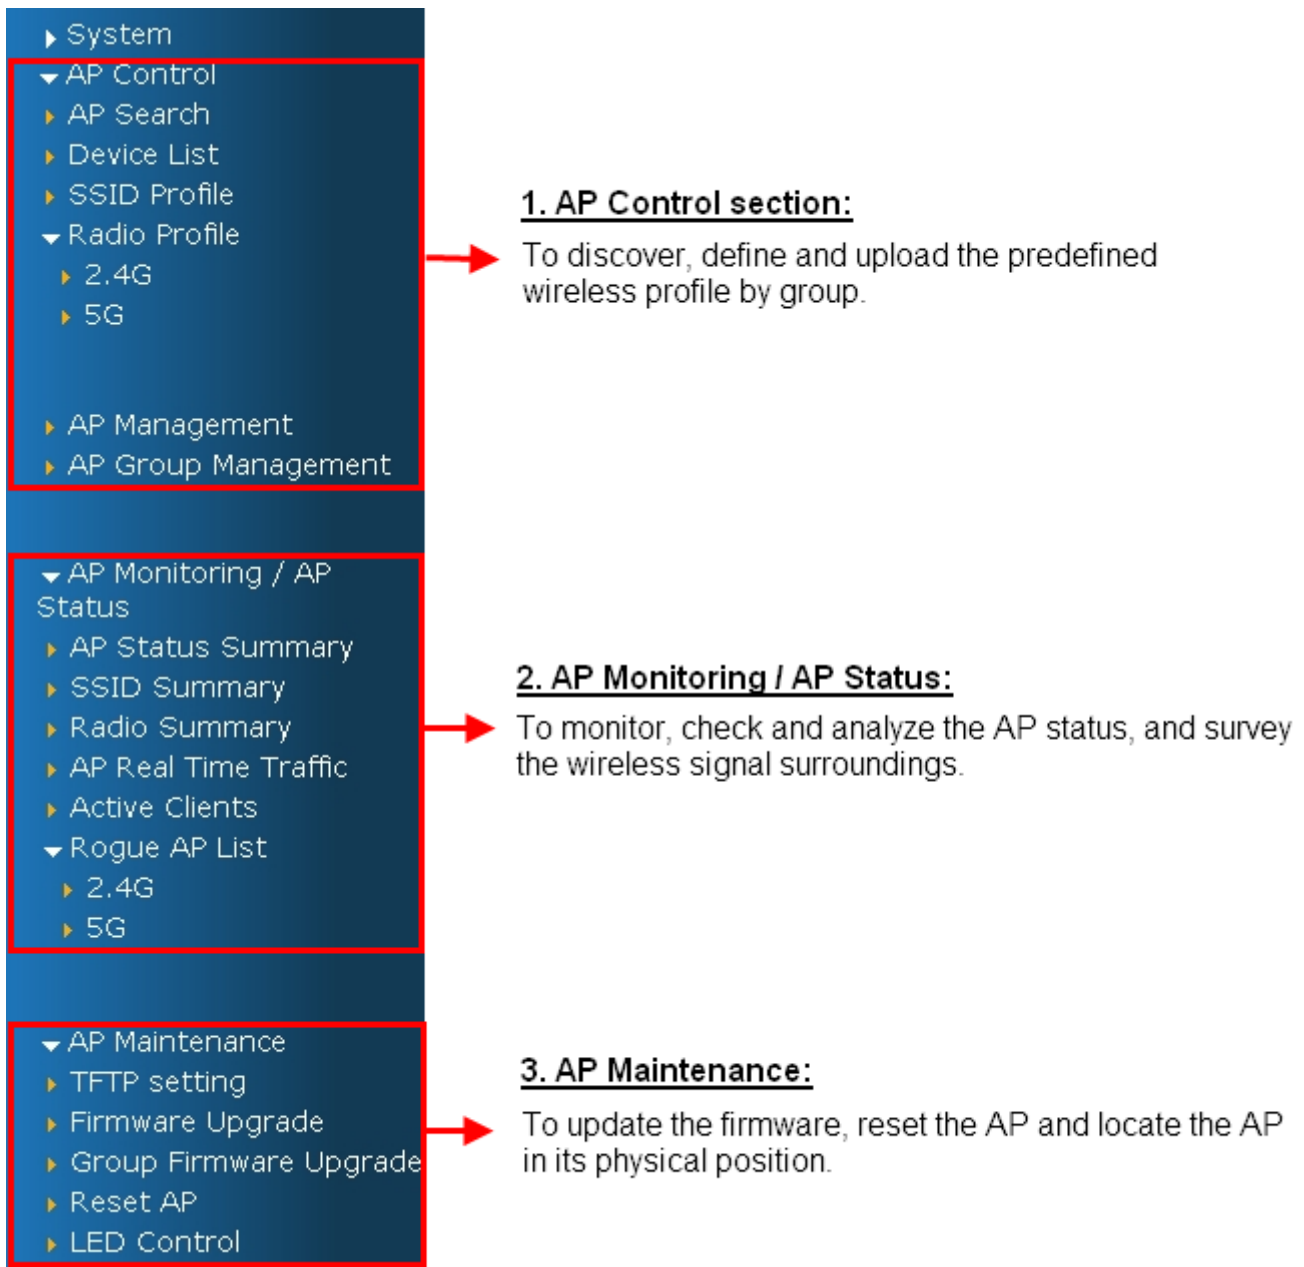 System
AP Control
AP Search
Device List
SSID Profile
Radio Profile
2.4G
5G
AP Management
AP Group Management
1. AP Control section:
To discover, define and upload the predefined
wireless profile by group.
AP Monitoring / AP
Status
AP Status Summary
SSID Summary
Radio Summary
AP Real Time Traffic
Active Clients
Rogue AP List
2.4G
5G
2. AP Monitoring / AP Status:
To monitor, check and analyze the AP status, and survey
the wireless signal surroundings.
AP Maintenance
TFTP setting
Firmware Upgrade
Group Firmware Upgrade
Reset AP
LED Control
3. AP Maintenance:
To update the firmware, reset the AP and locate the AP
in its physical position.